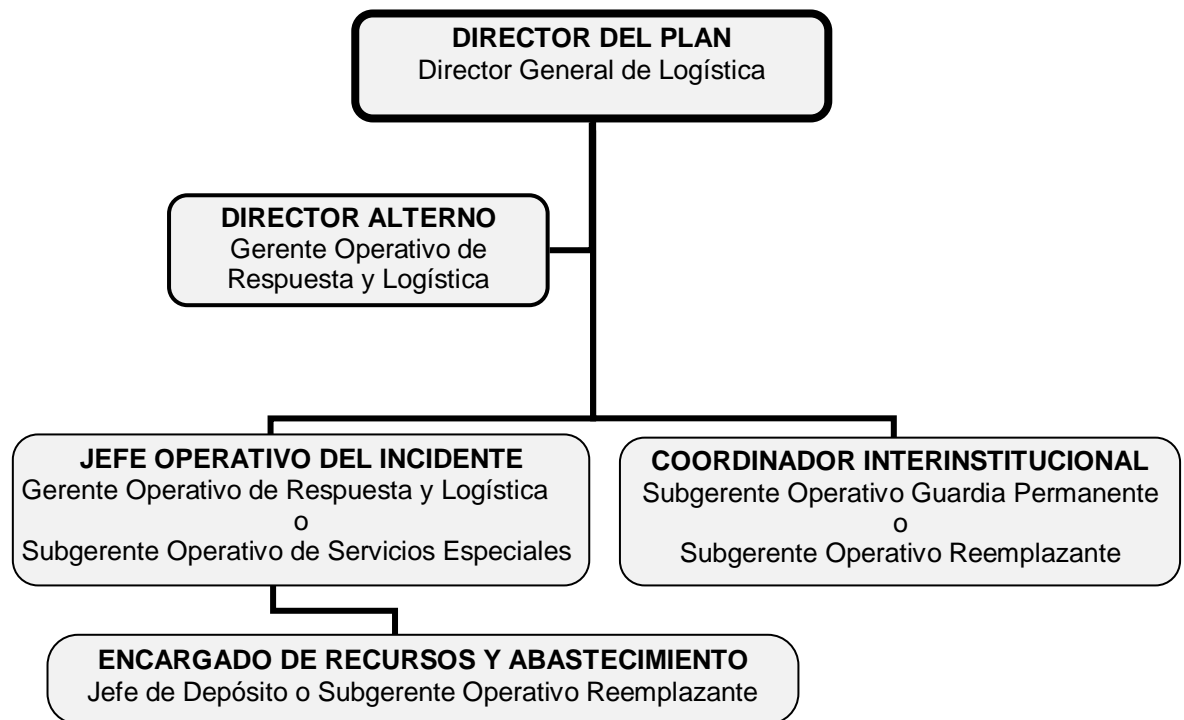 DIRECTOR DEL PLAN
Director General de Logística
DIRECTOR ALTERNO
Gerente Operativo de
Respuesta y Logística
JEFE OPERATIVO DEL INCIDENTE
Gerente Operativo de Respuesta y Logística
o
Subgerente Operativo de Servicios Especiales
COORDINADOR INTERINSTITUCIONAL
Subgerente Operativo Guardia Permanente
o
Subgerente Operativo Reemplazante
ENCARGADO DE RECURSOS Y ABASTECIMIENTO
Jefe de Depósito o Subgerente Operativo Reemplazante